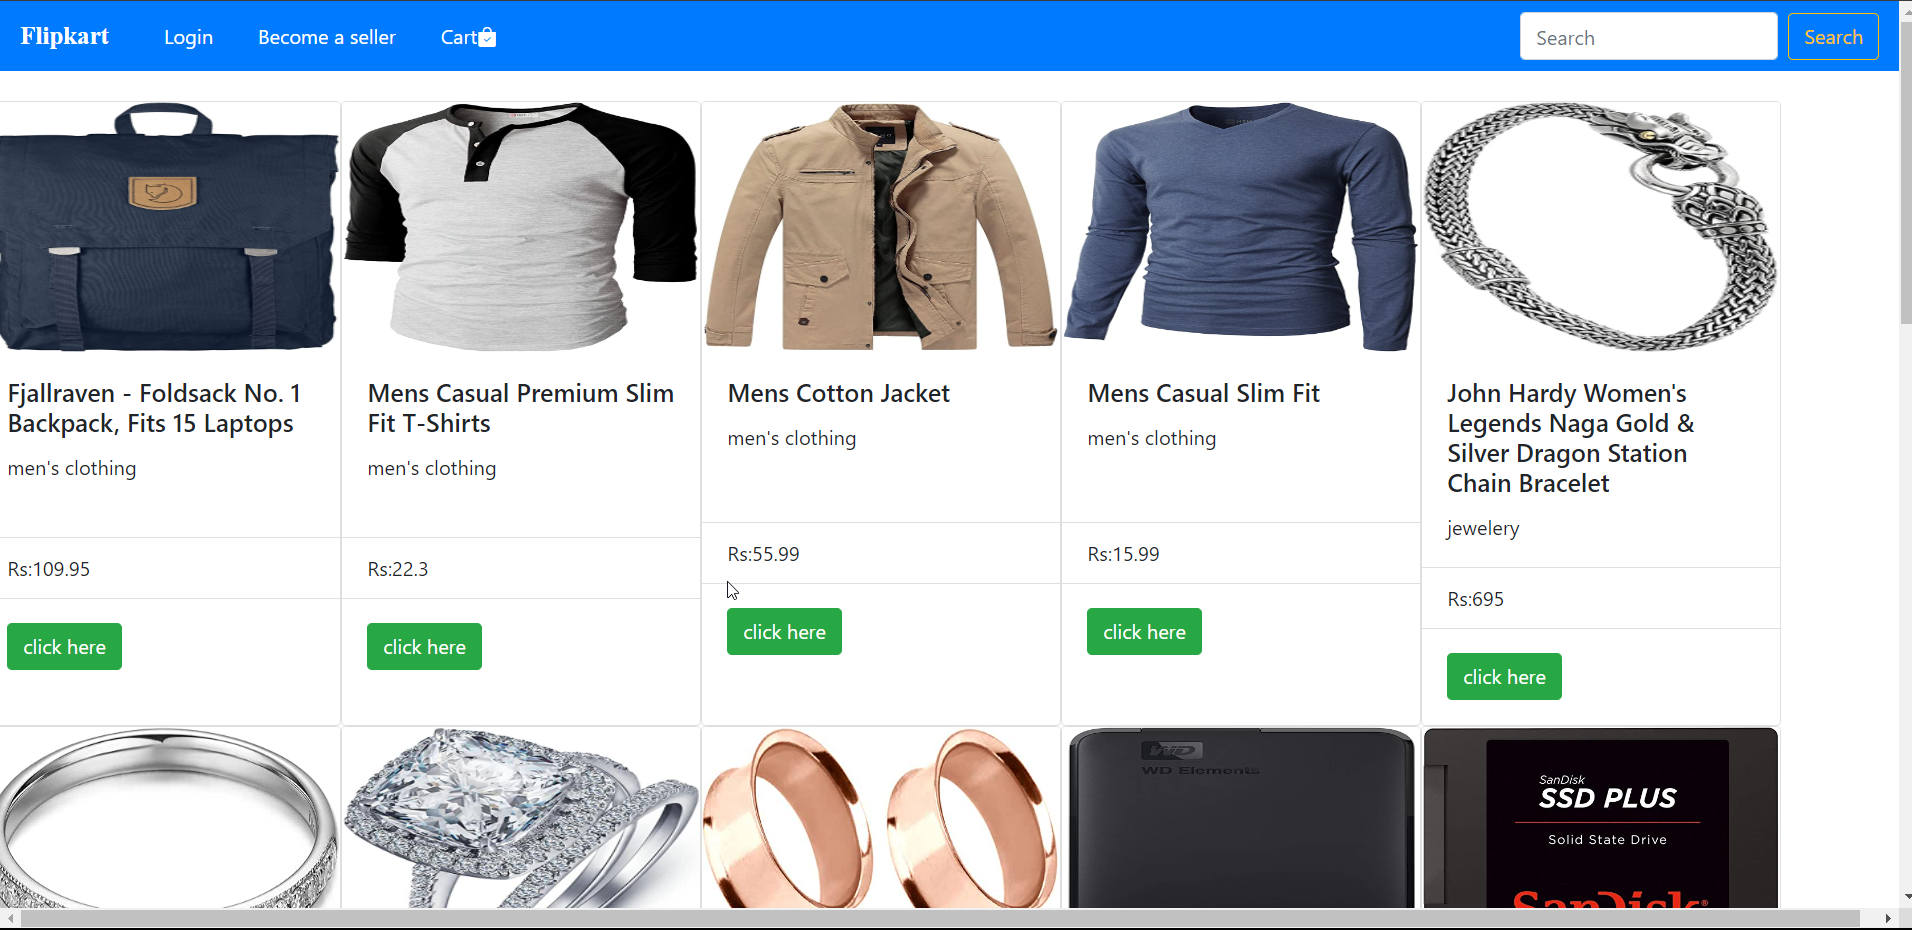 Flipkart
Login
Become a seller
Cart
Search
Search
Fjallraven - Foldsack No. 1
Backpack, Fits 15 Laptops
men's clothing
Rs:109.95
click here
Mens Casual Premium Slim
Fit T-Shirts
men's clothing
Rs:22.3
click here
Mens Cotton Jacket
men's clothing
Rs:55.99
click here
Mens Casual Slim Fit
men's clothing
Rs:15.99
click here
John Hardy Women's
Legends Naga Gold &
Silver Dragon Station
Chain Bracelet
jewelery
Rs:695
click here
WD
WD Elements
SanDisk
SSD PLUS
Solid State Drive
SanDisk®